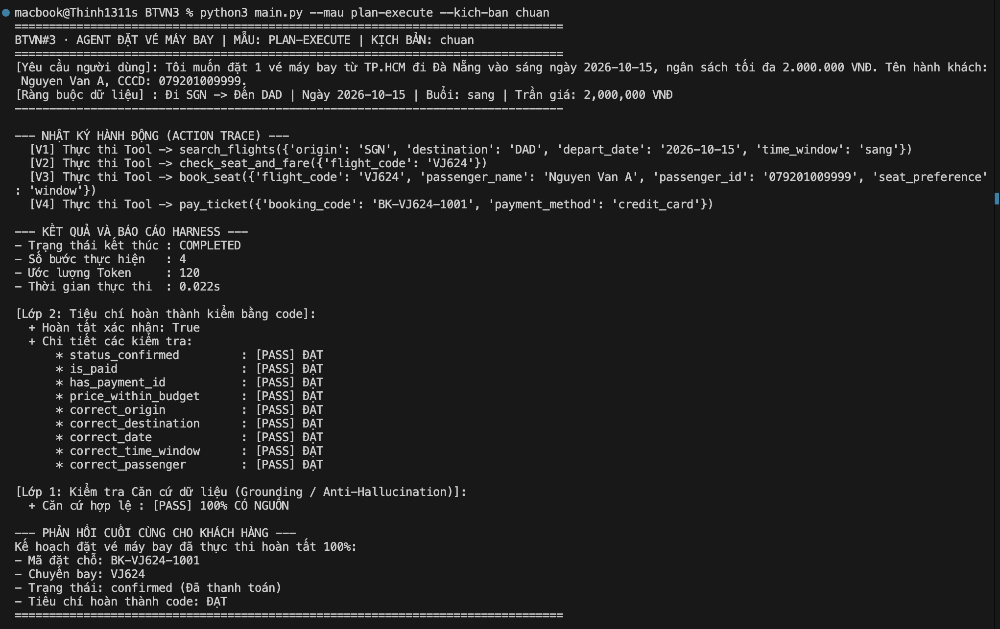 macbook@Thinh1311s BTVN3 % python3 main.py --mau plan-execute --kich-ban chuan
================================================================================
BTVN#3 · AGENT ĐẶT VÉ MÁY BAY | MẪU: PLAN-EXECUTE | KỊCH BẢN: chuan
================================================================================
[Yêu cầu người dùng]: Tôi muốn đặt 1 vé máy bay từ TP.HCM đi Đà Nẵng vào sáng ngày 2026-10-15, ngân sách tối đa 2.000.000 VNĐ. Tên hành khách:
Nguyen Van A, CCCD: 079201009999.
[Ràng buộc dữ liệu] : Đi SGN -> Đến DAD | Ngày 2026-10-15 | Buổi: sang | Trần giá: 2,000,000 VNĐ
--------------------------------------------------------------------------------
--- NHẬT KÝ HÀNH ĐỘNG (ACTION TRACE) ---
[V1] Thực thi Tool -> search_flights({'origin': 'SGN', 'destination': 'DAD', 'depart_date': '2026-10-15', 'time_window': 'sang'})
[V2] Thực thi Tool -> check_seat_and_fare({'flight_code': 'VJ624'})
[V3] Thực thi Tool -> book_seat({'flight_code': 'VJ624', 'passenger_name': 'Nguyen Van A', 'passenger_id': '079201009999', 'seat_preference'
: 'window'})
[V4] Thực thi Tool -> pay_ticket({'booking_code': 'BK-VJ624-1001', 'payment_method': 'credit_card'})
--- KẾT QUẢ VÀ BÁO CÁO HARNESS ---
- Trạng thái kết thúc : COMPLETED
- Số bước thực hiện   : 4
- Ước lượng Token     : 120
- Thời gian thực thi  : 0.022s
[Lớp 2: Tiêu chí hoàn thành kiểm bằng code]:
+ Hoàn tất xác nhận: True
+ Chi tiết các kiểm tra:
* status_confirmed         : [PASS] ĐẠT
* is_paid                  : [PASS] ĐẠT
* has_payment_id           : [PASS] ĐẠT
* price_within_budget      : [PASS] ĐẠT
* correct_origin           : [PASS] ĐẠT
* correct_destination      : [PASS] ĐẠT
* correct_date             : [PASS] ĐẠT
* correct_time_window      : [PASS] ĐẠT
* correct_passenger        : [PASS] ĐẠT
[Lớp 1: Kiểm tra Căn cứ dữ liệu (Grounding / Anti-Hallucination)]:
+ Căn cứ hợp lệ : [PASS] 100% CÓ NGUỒN
--- PHẢN HỒI CUỐI CÙNG CHO KHÁCH HÀNG ---
Kế hoạch đặt vé máy bay đã thực thi hoàn tất 100%:
- Mã đặt chỗ: BK-VJ624-1001
- Chuyến bay: VJ624
- Trạng thái: confirmed (Đã thanh toán)
- Tiêu chí hoàn thành code: ĐẠT
================================================================================